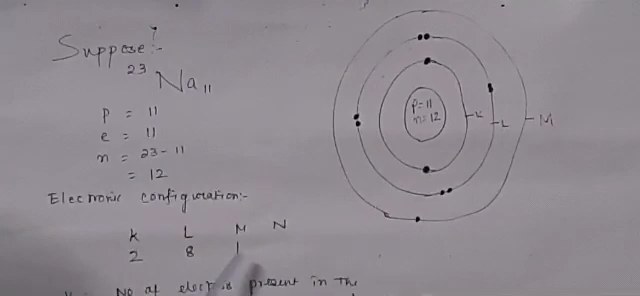 Suppose:-
23 Na 11
P = 11
e = 11
n = 23-11
= 12
Electronic configuration:-
K L M N
2 8 1
No of present in the
P=11
n=12
K L M